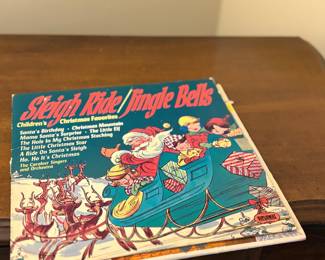 Sleigh Ride/Jingle Bells
Children's Christmas Favorites
Santa's Birthday • Christmas Mountain
Mama Santa's Surprise • The Little Elf
The Hole In My Christmas Stocking
The Little Christmas Star
A Ride On Santa's Sleigh
Ho, Ho It's Christmas
The Caroleer Singers
and Orchestra